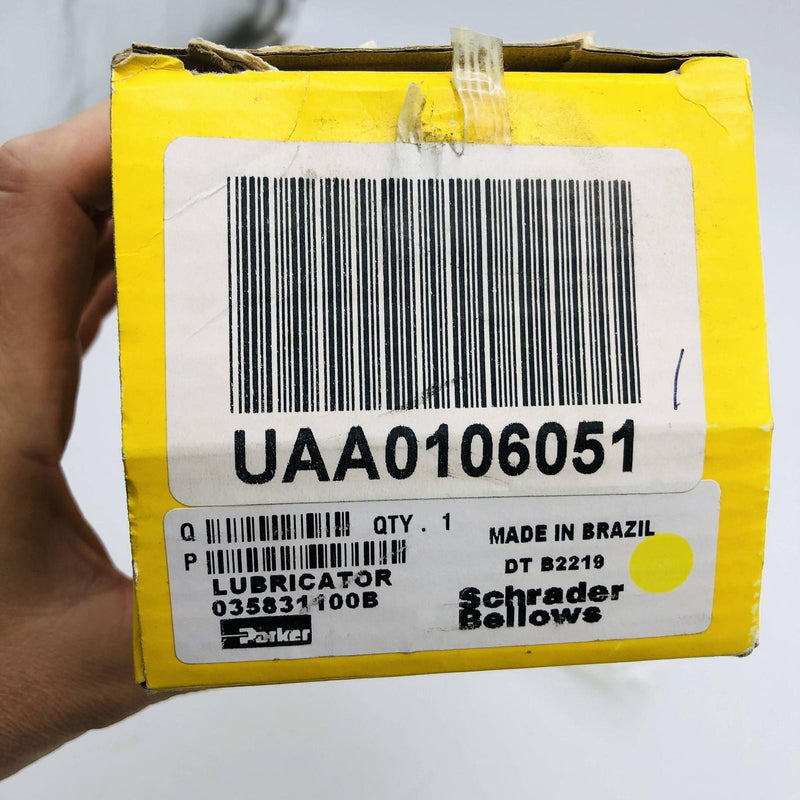 UAA0106051
Q QTY. 1
P
LUBRICATOR
035831100B
Parker
MADE IN BRAZIL
DT B2219
Schrader
Bellows